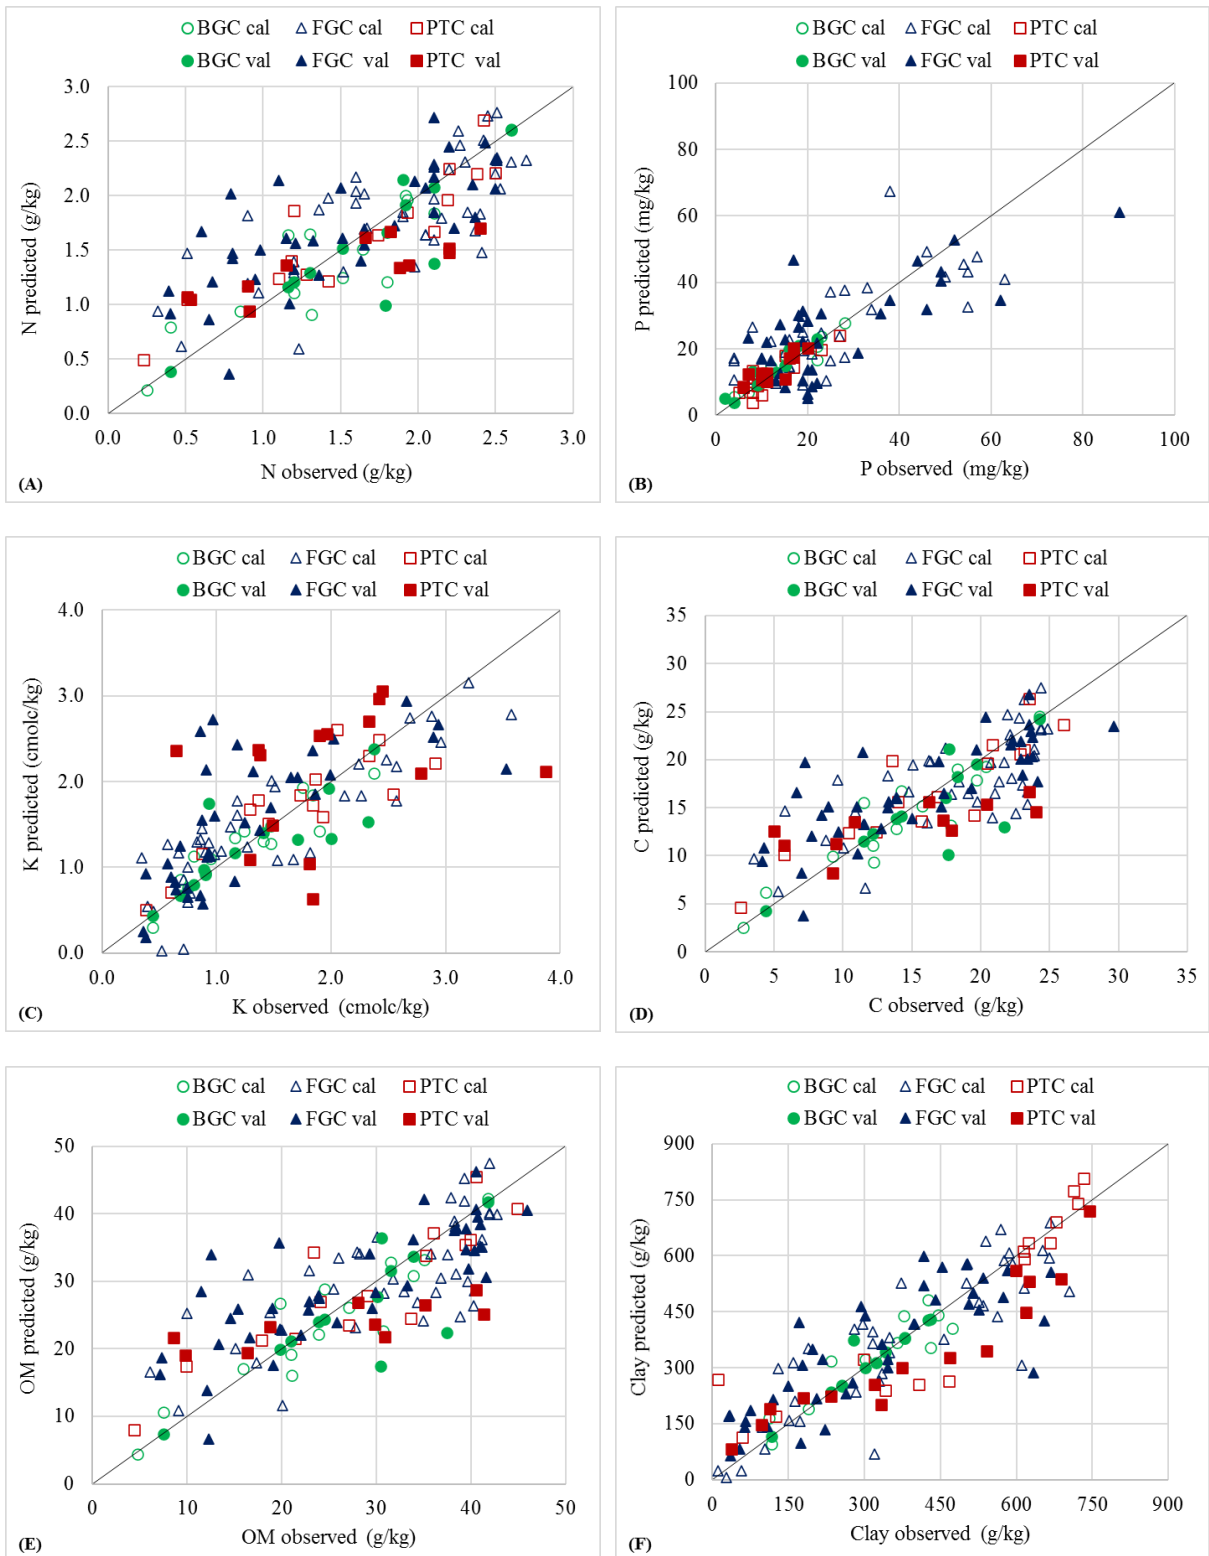 BGC cal FGC cal PTC cal
BGC val FGC val PTC val
3.0
2.5
2.0
1.5
1.0
0.5
0.0
N predicted (g/kg)
0.0 0.5 1.0 1.5 2.0 2.5 3.0
N observed (g/kg)
(A)
BGC cal FGC cal PTC cal
BGC val FGC val PTC val
100
80
60
40
20
0
P predicted (mg/kg)
0 20 40 60 80 100
P observed (mg/kg)
(B)
BGC cal FGC cal PTC cal
BGC val FGC val PTC val
4.0
3.0
2.0
1.0
0.0
K predicted (cmolc/kg)
0.0 1.0 2.0 3.0 4.0
K observed (cmolc/kg)
(C)
BGC cal FGC cal PTC cal
BGC val FGC val PTC val
35
30
25
20
15
10
5
0
C predicted (g/kg)
0 5 10 15 20 25 30 35
C observed (g/kg)
(D)
BGC cal FGC cal PTC cal
BGC val FGC val PTC val
50
40
30
20
10
0
OM predicted (g/kg)
0 10 20 30 40 50
OM observed (g/kg)
(E)
BGC cal FGC cal PTC cal
BGC val FGC val PTC val
900
750
600
450
300
150
0
Clay predicted (g/kg)
0 150 300 450 600 750 900
Clay observed (g/kg)
(F)